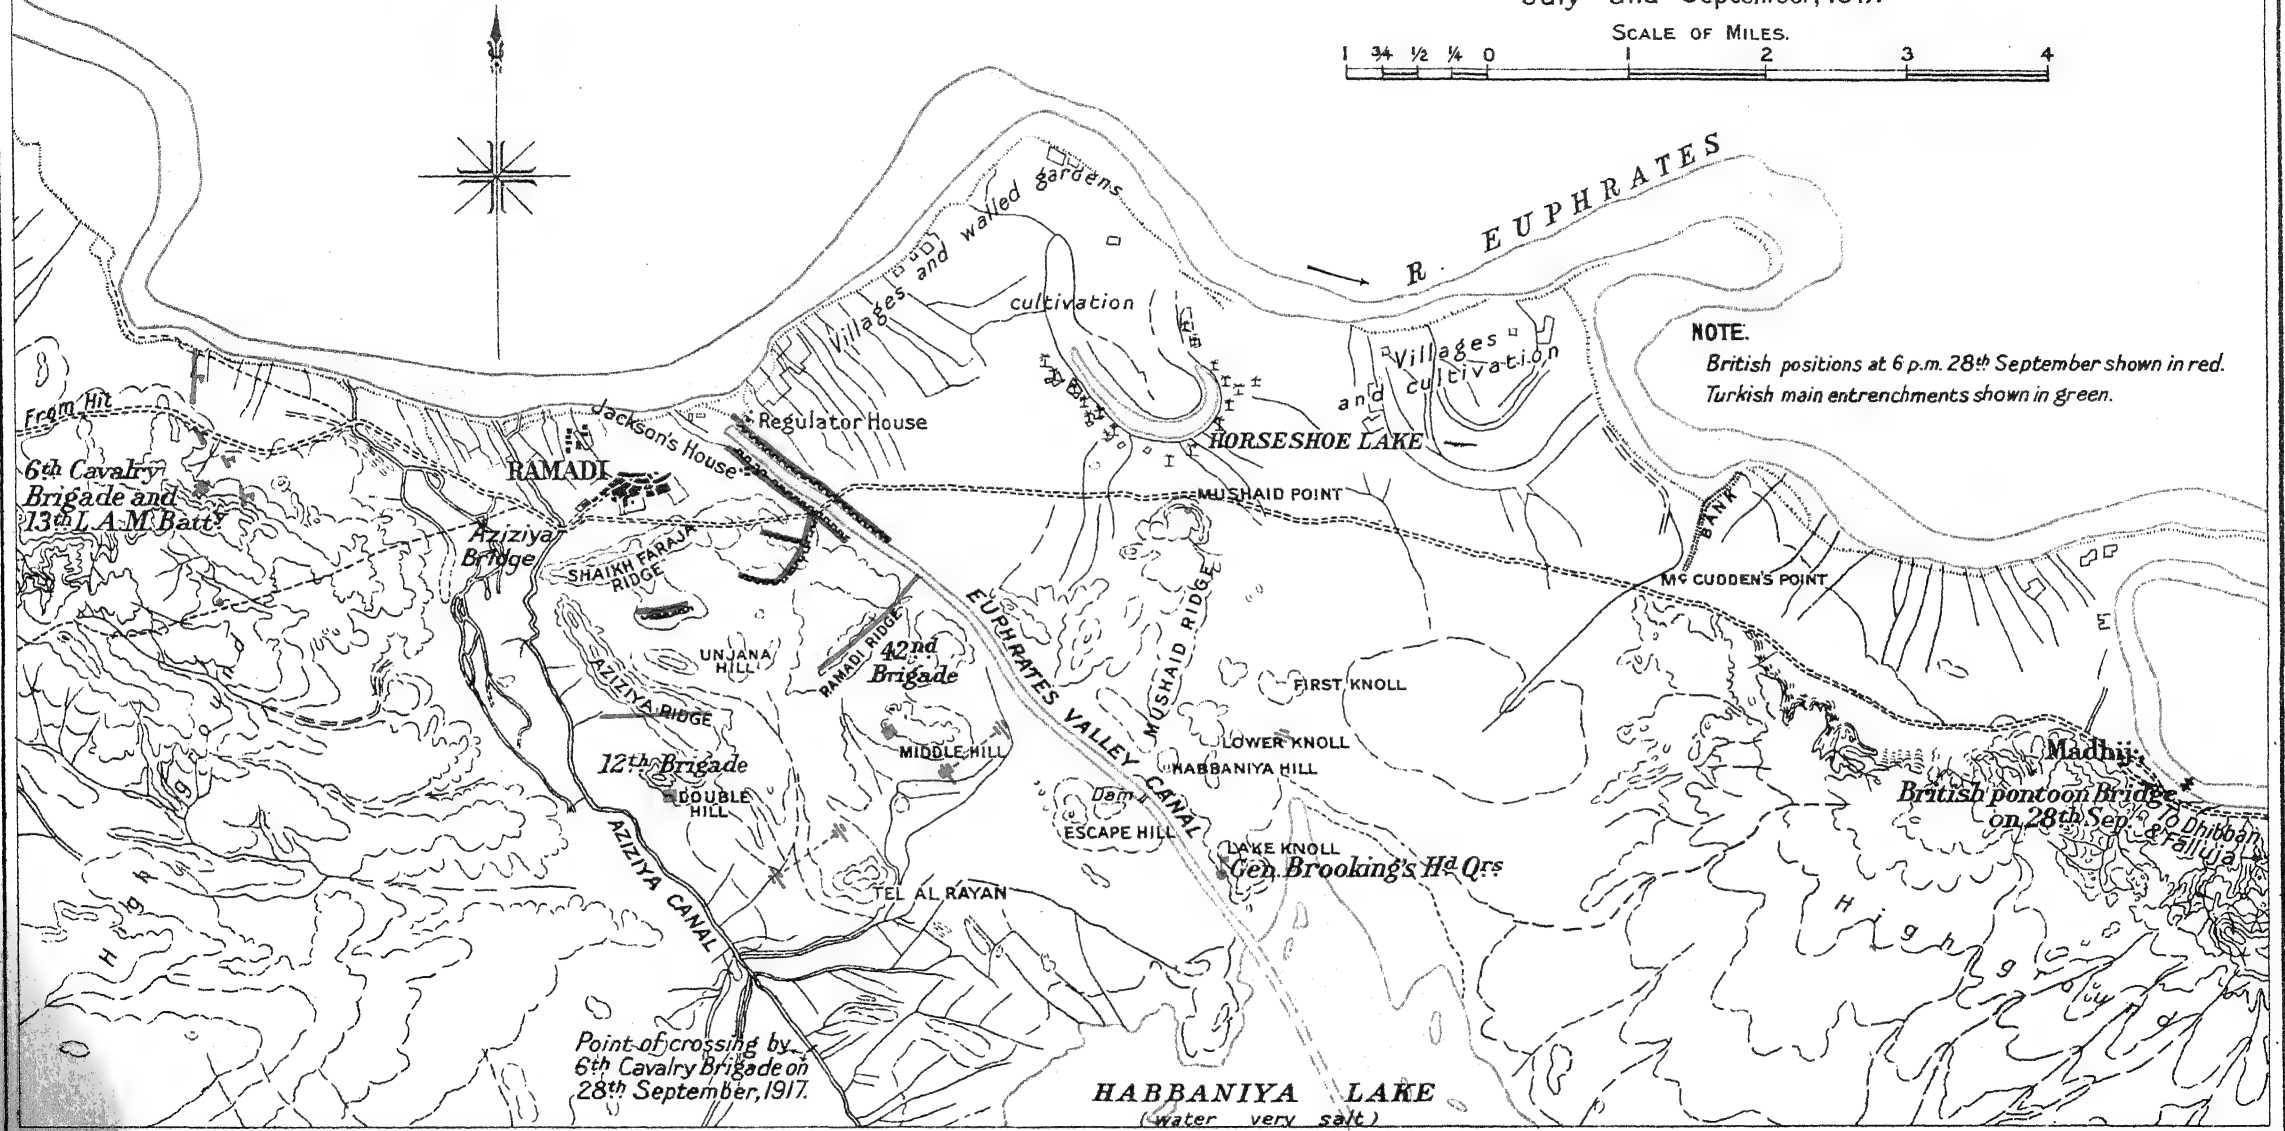 July and September, 1917.
SCALE OF MILES.
1 3/4 1/2 1/4 0 1 2 3 4
R. EUPHRATES
Villages and walled gardens
cultivation
NOTE.
British positions at 6 p.m. 28th September shown in red.
Turkish main entrenchments shown in green.
Villages
and cultivation
From Hit
Jackson's House
Regulator House
HORSESHOE LAKE
6th Cavalry
Brigade and
13th L.A.M. Batty
RAMADI
MUSHAID POINT
BANK
Aziziya
Bridge
SHAIKH FARAJA
RIDGE
McCUDDEN'S POINT
EUPHRATES VALLEY CANAL
MUSHAID RIDGE
UNJANA
HILL
RAMADI RIDGE
42nd
Brigade
AZIZIYA RIDGE
FIRST KNOLL
MIDDLE HILL
LOWER KNOLL
HABBANIYA HILL
Madhij
12th Brigade
DOUBLE
HILL
Dam
ESCAPE HILL
British pontoon Bridge
on 28th Sep.
To Dhibban
& Falluja
LAKE KNOLL
Gen. Brooking's Hd Qrs
AZIZIYA CANAL
TEL AL RAYAN
High ground
High ground
Point of crossing by
6th Cavalry Brigade on
28th September, 1917.
HABBANIYA LAKE
(water very salt)